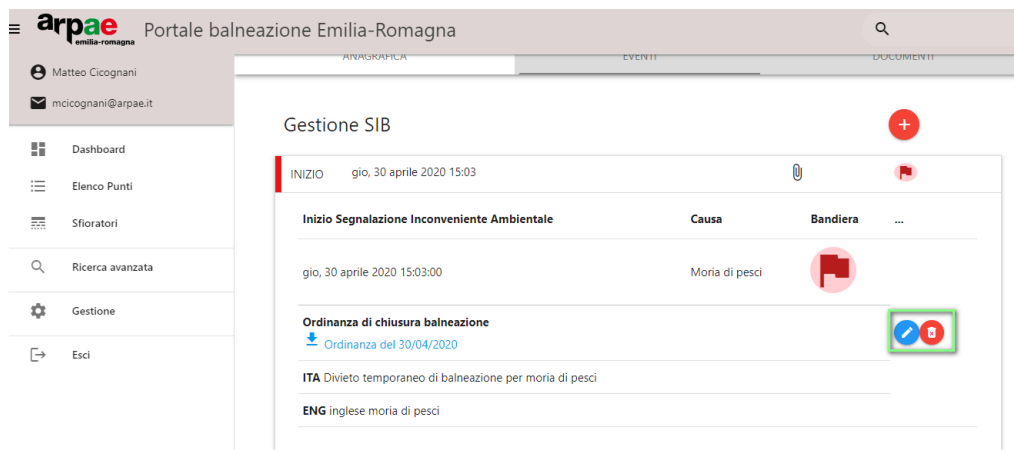 arpae
emilia-romagna
Portale balneazione Emilia-Romagna
Matteo Cicognani
mcicognani@arpae.it
Dashboard
Elenco Punti
Sfioratori
Ricerca avanzata
Gestione
Esci
ANAGRAFICA EVENTI DOCUMENTI
Gestione SIB
INIZIO gio, 30 aprile 2020 15:03
Inizio Segnalazione Inconveniente Ambientale Causa Bandiera ...
gio, 30 aprile 2020 15:03:00 Moria di pesci
Ordinanza di chiusura balneazione
Ordinanza del 30/04/2020
ITA Divieto temporaneo di balneazione per moria di pesci
ENG inglese moria di pesci